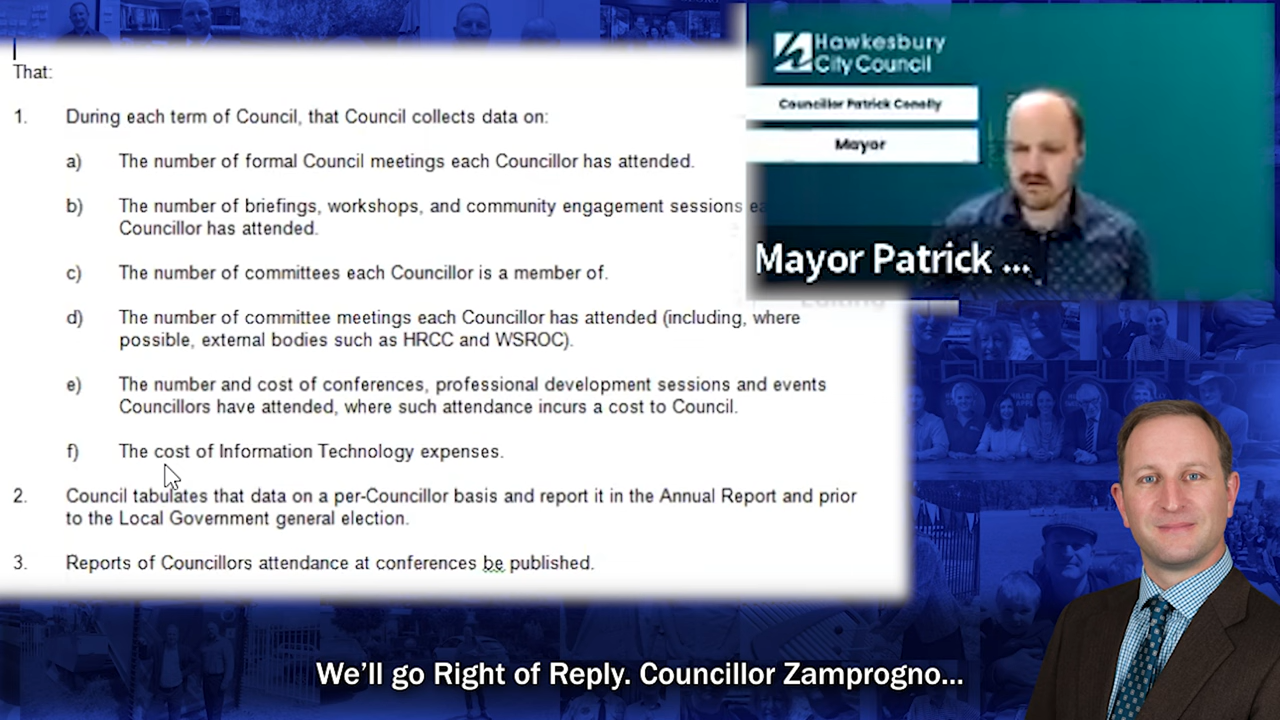 That:
1. During each term of Council, that Council collects data on:
a) The number of formal Council meetings each Councillor has attended.
b) The number of briefings, workshops, and community engagement sessions
Councillor has attended.
c) The number of committees each Councillor is a member of.
d) The number of committee meetings each Councillor has attended (including, where
possible, external bodies such as HRCC and WSROC).
e) The number and cost of conferences, professional development sessions and events
Councillors have attended, where such attendance incurs a cost to Council.
f) The cost of Information Technology expenses.
2. Council tabulates that data on a per-Councillor basis and report it in the Annual Report and prior
to the Local Government general election.
3. Reports of Councillors attendance at conferences be published.
Hawkesbury
City Council
Councillor Patrick Conolly
Mayor
Mayor Patrick ...
We'll go Right of Reply. Councillor Zamprogno...